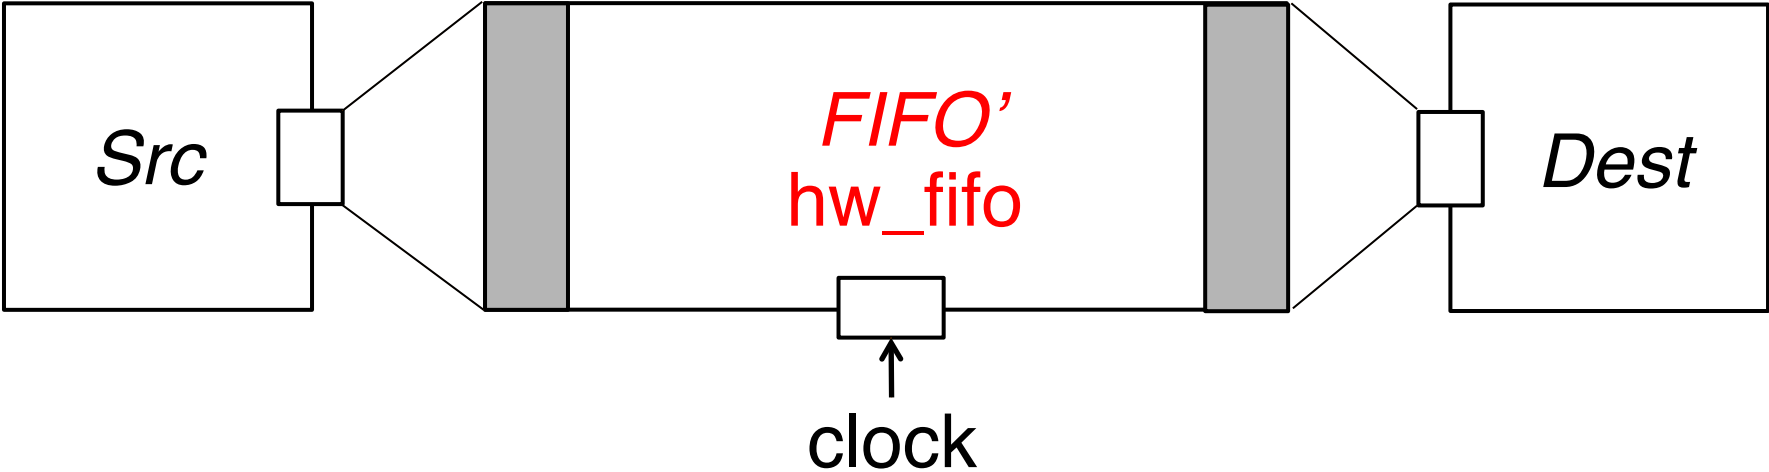 Src
FIFO’
hw_fifo
Dest
clock